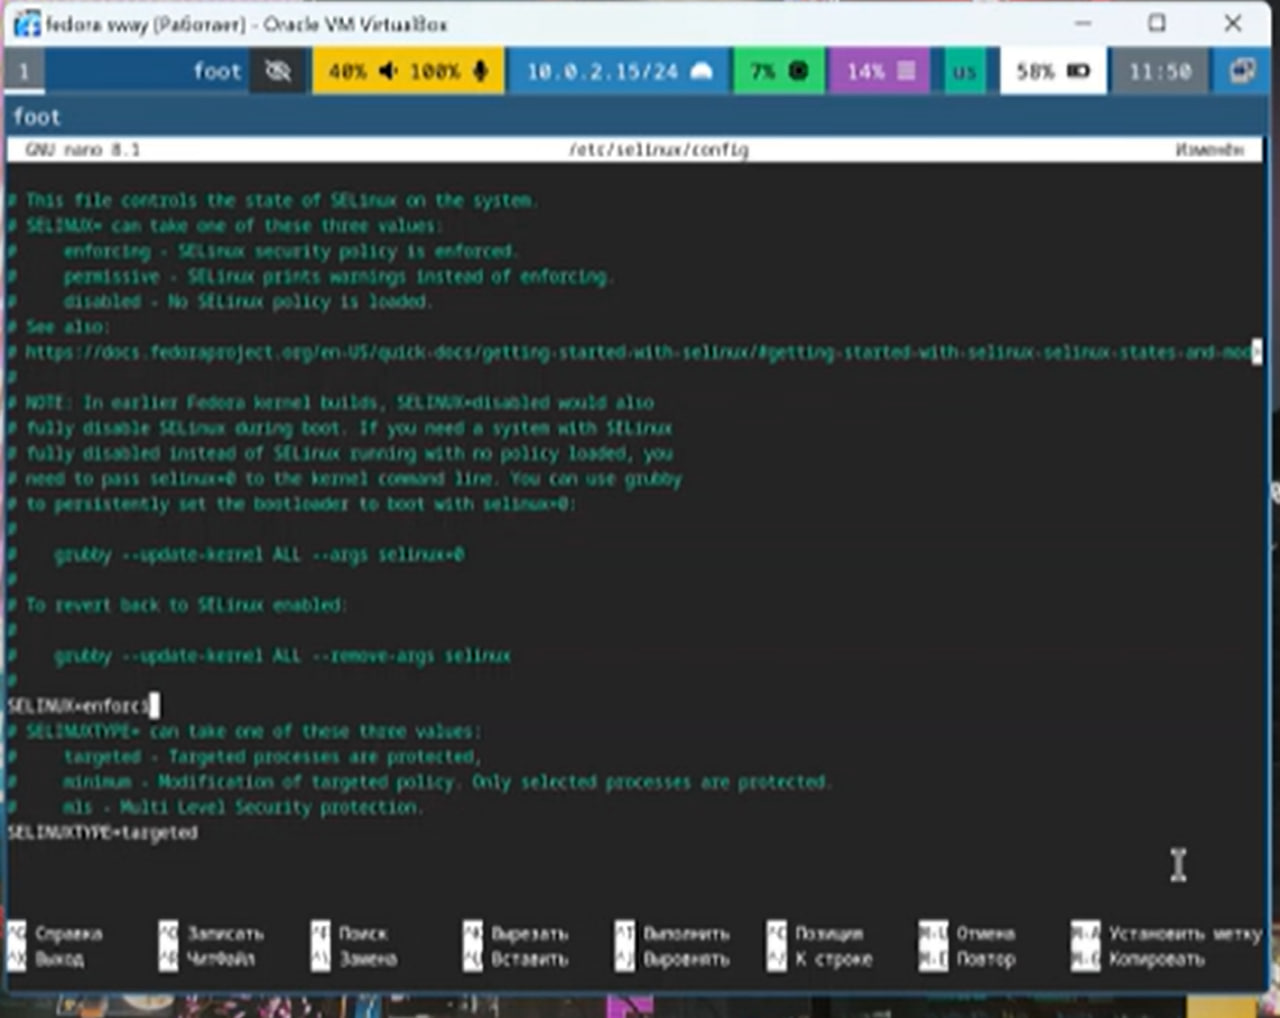 fedora sway [Работает] - Oracle VM VirtualBox
1 foot 40% 100% 10.0.2.15/24 7% 14% us 58% 11:50
foot
GNU nano 8.1 /etc/selinux/config Изменён
# This file controls the state of SELinux on the system.
# SELINUX= can take one of these three values:
#     enforcing - SELinux security policy is enforced.
#     permissive - SELinux prints warnings instead of enforcing.
#     disabled - No SELinux policy is loaded.
# See also:
# https://docs.fedoraproject.org/en-US/quick-docs/getting-started-with-selinux/#getting-started-with-selinux-selinux-states-and-mod>
#
# NOTE: In earlier Fedora kernel builds, SELINUX=disabled would also
# fully disable SELinux during boot. If you need a system with SELinux
# fully disabled instead of SELinux running with no policy loaded, you
# need to pass selinux=0 to the kernel command line. You can use grubby
# to persistently set the bootloader to boot with selinux=0:
#
#    grubby --update-kernel ALL --args selinux=0
#
# To revert back to SELinux enabled:
#
#    grubby --update-kernel ALL --remove-args selinux
#
SELINUX=enforci
# SELINUXTYPE= can take one of these three values:
#     targeted - Targeted processes are protected,
#     minimum - Modification of targeted policy. Only selected processes are protected.
#     mls - Multi Level Security protection.
SELINUXTYPE=targeted
^G Справка ^O Записать ^F Поиск ^K Вырезать ^T Выполнить ^C Позиция M-U Отмена M-A Установить метку
^X Выход ^R ЧитФайл ^\ Замена ^U Вставить ^J Выровнять ^/ К строке M-E Повтор M-6 Копировать